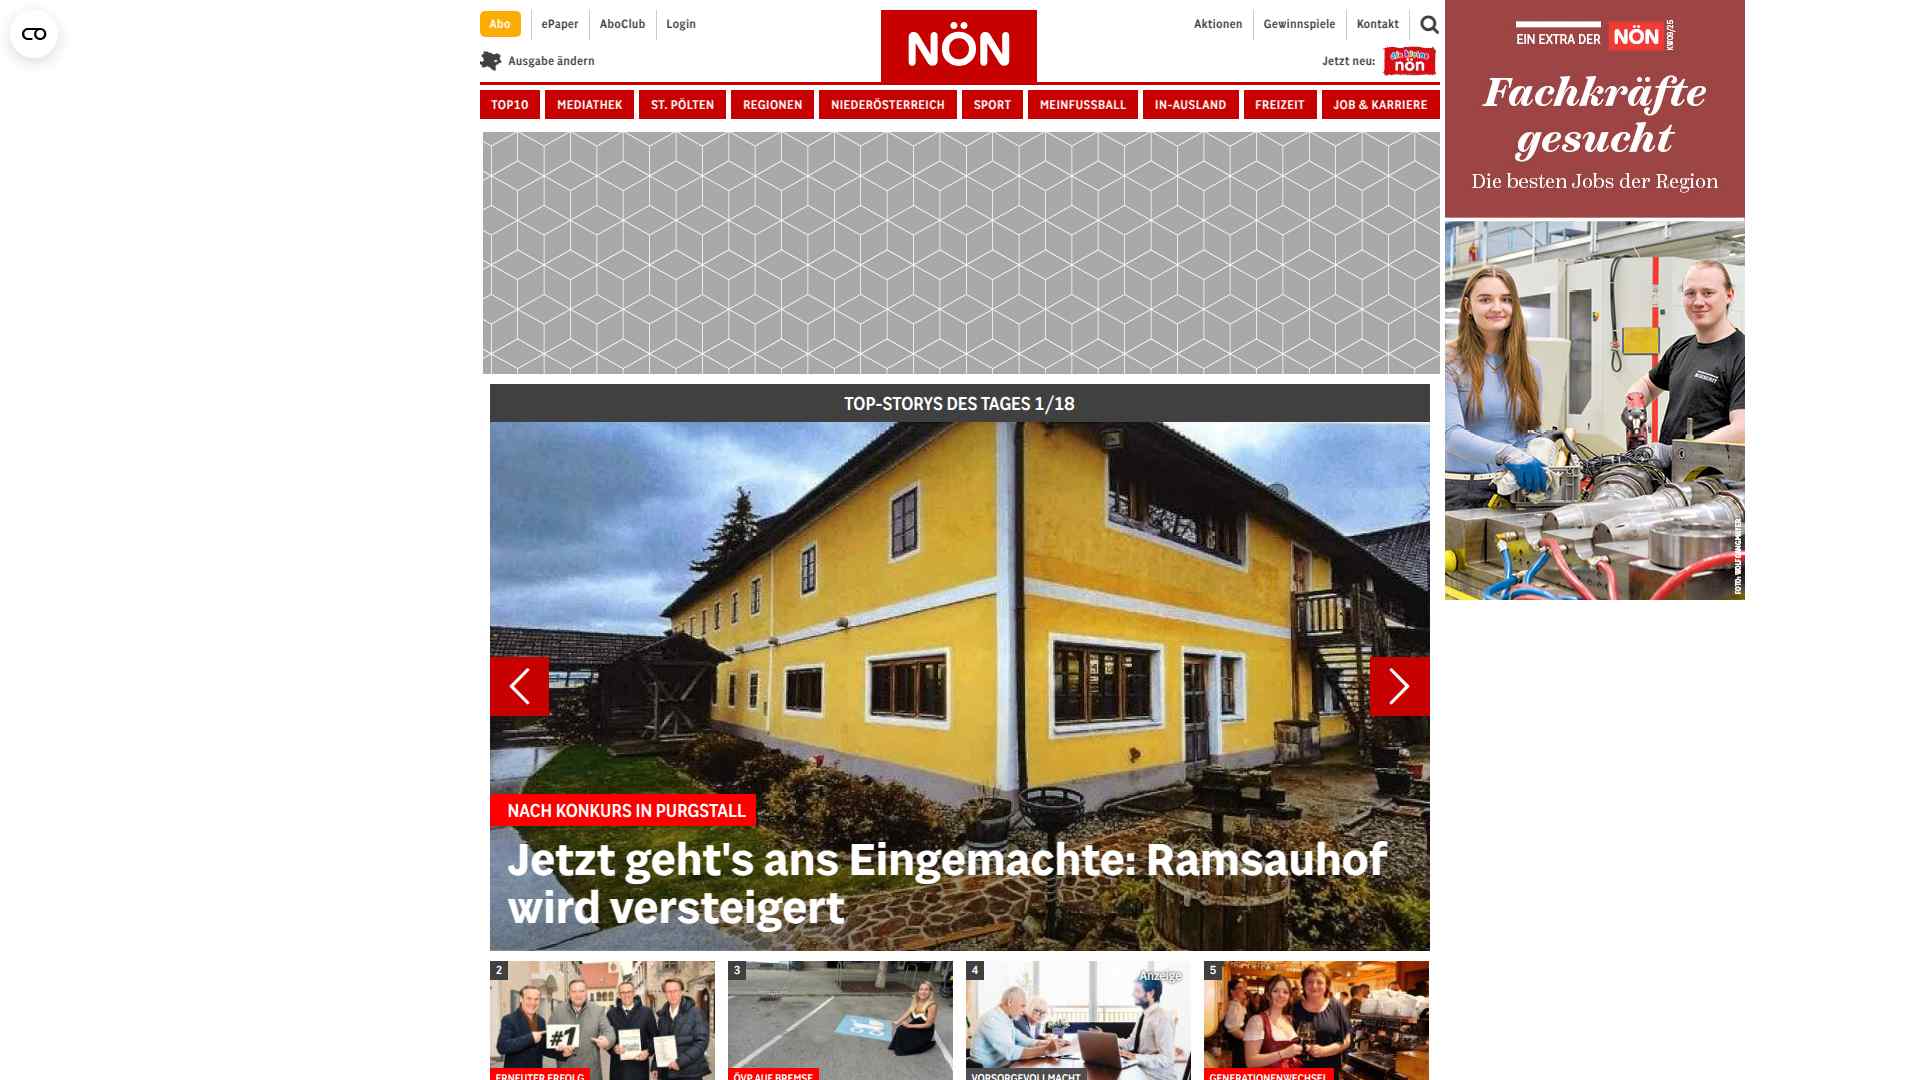 Abo
ePaper
AboClub
Login
NÖN
Aktionen
Gewinnspiele
Kontakt
Ausgabe ändern
Jetzt neu:
die kleine
nön
TOP10
MEDIATHEK
ST. PÖLTEN
REGIONEN
NIEDERÖSTERREICH
SPORT
MEINFUSSBALL
IN-AUSLAND
FREIZEIT
JOB & KARRIERE
EIN EXTRA DER NÖN KW09/25
Fachkräfte
gesucht
Die besten Jobs der Region
TOP-STORYS DES TAGES 1/18
NACH KONKURS IN PURGSTALL
Jetzt geht's ans Eingemachte: Ramsauhof
wird versteigert
2
#1
ERNEUTER ERFOLG
3
ÖVP AUF BREMSE
4
Anzeige
VORSORGEVOLLMACHT
5
GENERATIONENWECHSEL